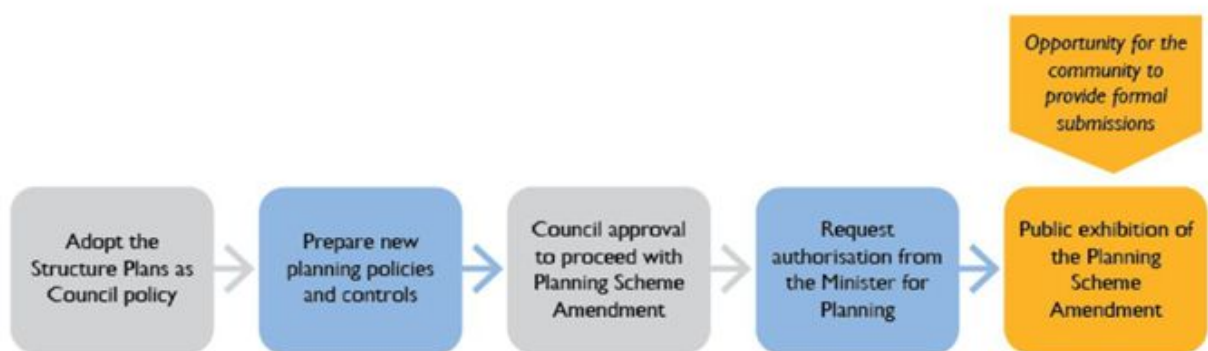 Opportunity for the
community to
provide formal
submissions
Adopt the
Structure Plans as
Council policy
Prepare new
planning policies
and controls
Council approval
to proceed with
Planning Scheme
Amendment
Request
authorisation from
the Minister for
Planning
Public exhibition of
the Planning
Scheme
Amendment